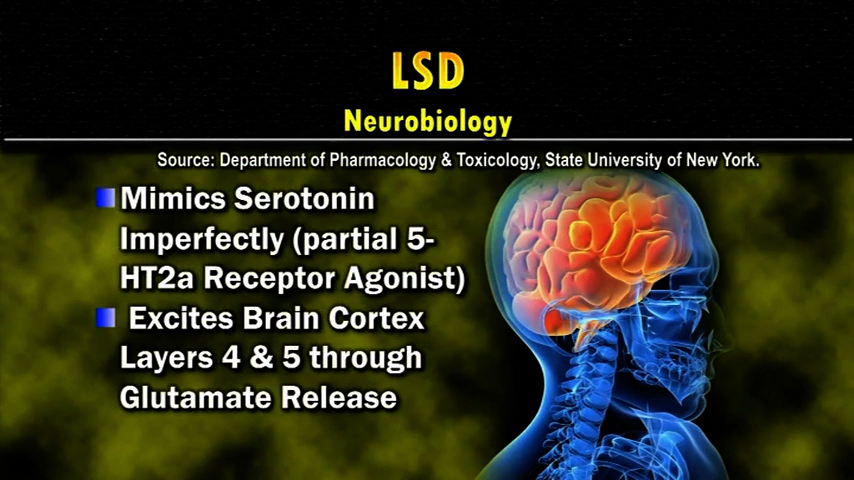 LSD
Neurobiology
Source: Department of Pharmacology & Toxicology, State University of New York.
Mimics Serotonin
Imperfectly (partial 5-
HT2a Receptor Agonist)
Excites Brain Cortex
Layers 4 & 5 through
Glutamate Release